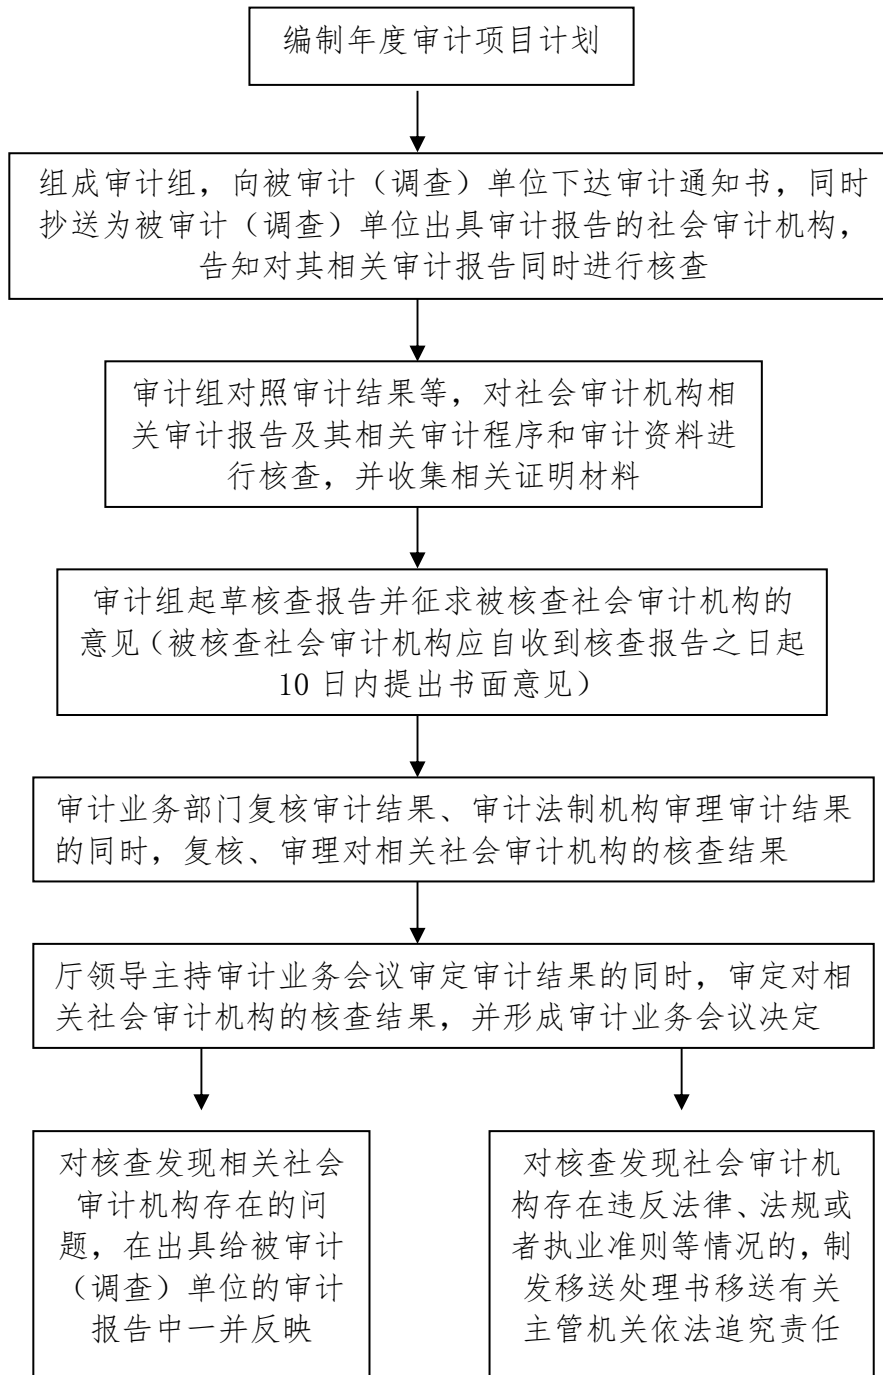 编制年度审计项目计划
组成审计组，向被审计（调查）单位下达审计通知书，同时
抄送为被审计（调查）单位出具审计报告的社会审计机构，
告知对其相关审计报告同时进行核查
审计组对照审计结果等，对社会审计机构相
关审计报告及其相关审计程序和审计资料进
行核查，并收集相关证明材料
审计组起草核查报告并征求被核查社会审计机构的
意见（被核查社会审计机构应自收到核查报告之日起
10 日内提出书面意见）
审计业务部门复核审计结果、审计法制机构审理审计结果
的同时，复核、审理对相关社会审计机构的核查结果
厅领导主持审计业务会议审定审计结果的同时，审定对相
关社会审计机构的核查结果，并形成审计业务会议决定
对核查发现相关社会
审计机构存在的问
题，在出具给被审计
（调查）单位的审计
报告中一并反映
对核查发现社会审计机
构存在违反法律、法规或
者执业准则等情况的，制
发移送处理书移送有关
主管机关依法追究责任